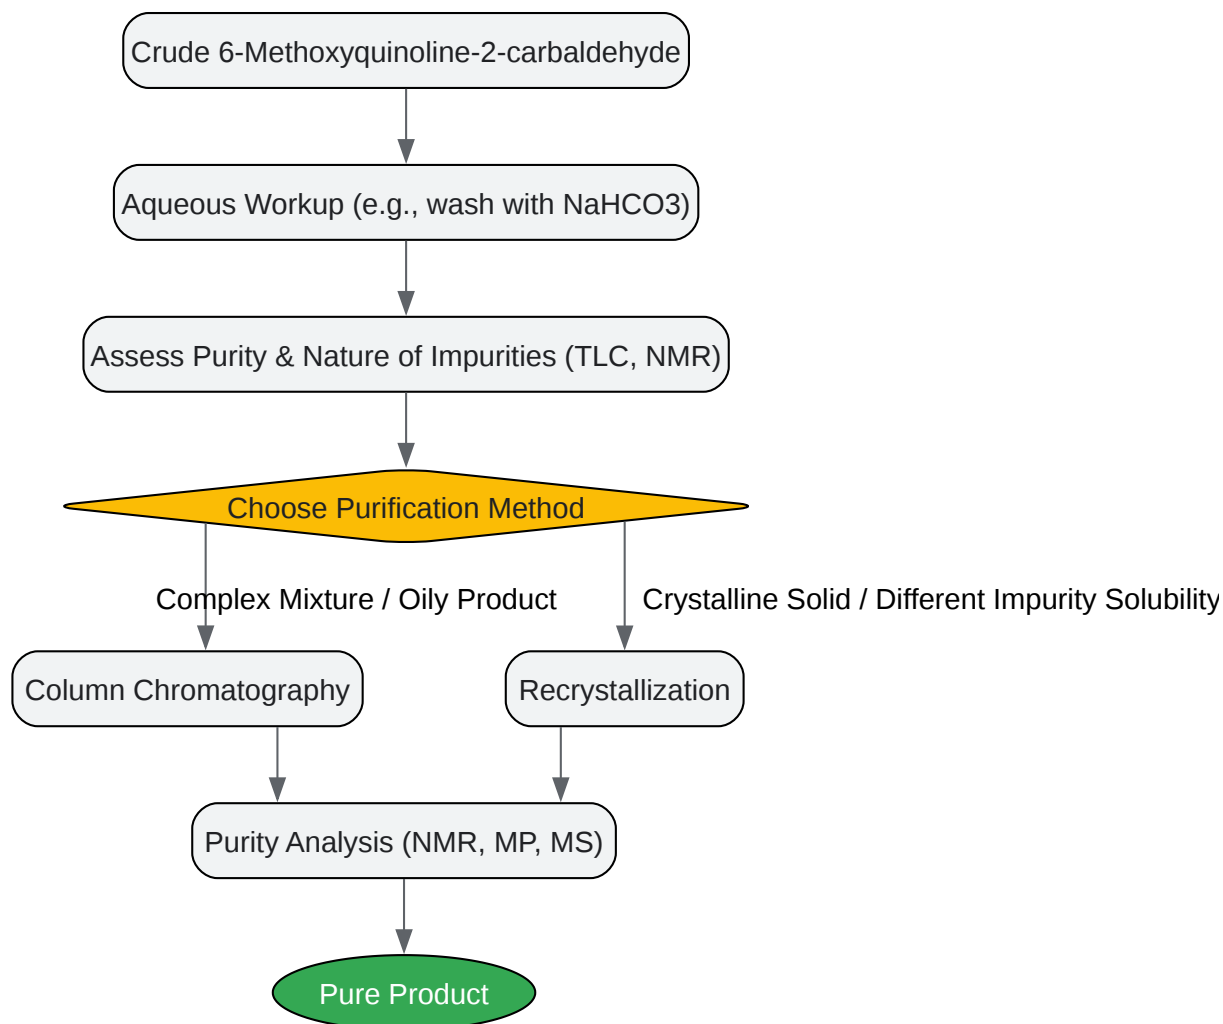 Crude 6-Methoxyquinoline-2-carbaldehyde
Aqueous Workup (e.g., wash with NaHCO3)
Assess Purity & Nature of Impurities (TLC, NMR)
Choose Purification Method
Complex Mixture / Oily Product
Crystalline Solid / Different Impurity Solubility
Column Chromatography
Recrystallization
Purity Analysis (NMR, MP, MS)
Pure Product